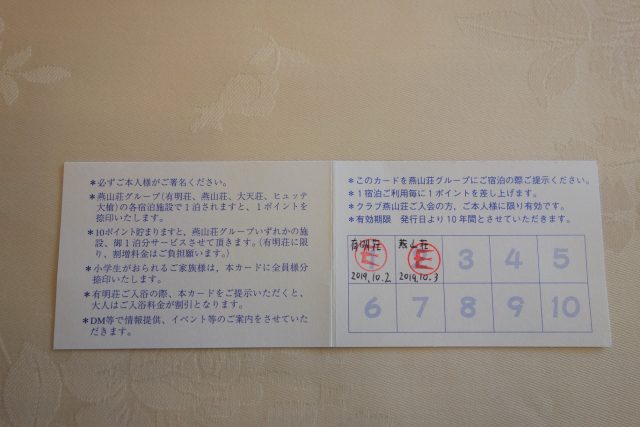 ＊必ずご本人様がご署名ください。
＊燕山荘グループ(有明荘、燕山荘、大天荘、ヒュッテ
大槍)の各宿泊施設で1泊されますと、1ポイントを
捺印いたします。
＊10ポイント貯まりますと、燕山荘グループいずれかの施
設、御1泊分サービスさせて頂きます。(有明荘に限
り、割増料金はご負担願います。)
＊小学生がおられるご家族様は、本カードに全員様分
捺印いたします。
＊有明荘ご入浴の際、本カードをご提示いただくと、
大人はご入浴料金が割引となります。
＊DM等で情報提供、イベント等のご案内をさせていた
だきます。
＊このカードを燕山荘グループにご宿泊の際ご提示ください。
＊1宿泊ご利用毎に1ポイントを差し上げます。
＊クラブ燕山荘ご入会の方、ご本人様に限り有効です。
＊有効期限 発行日より10年間とさせていただきます。
有明荘 燕山荘
E E 3 4 5
2019.10.2 2019.10.3
6 7 8 9 10